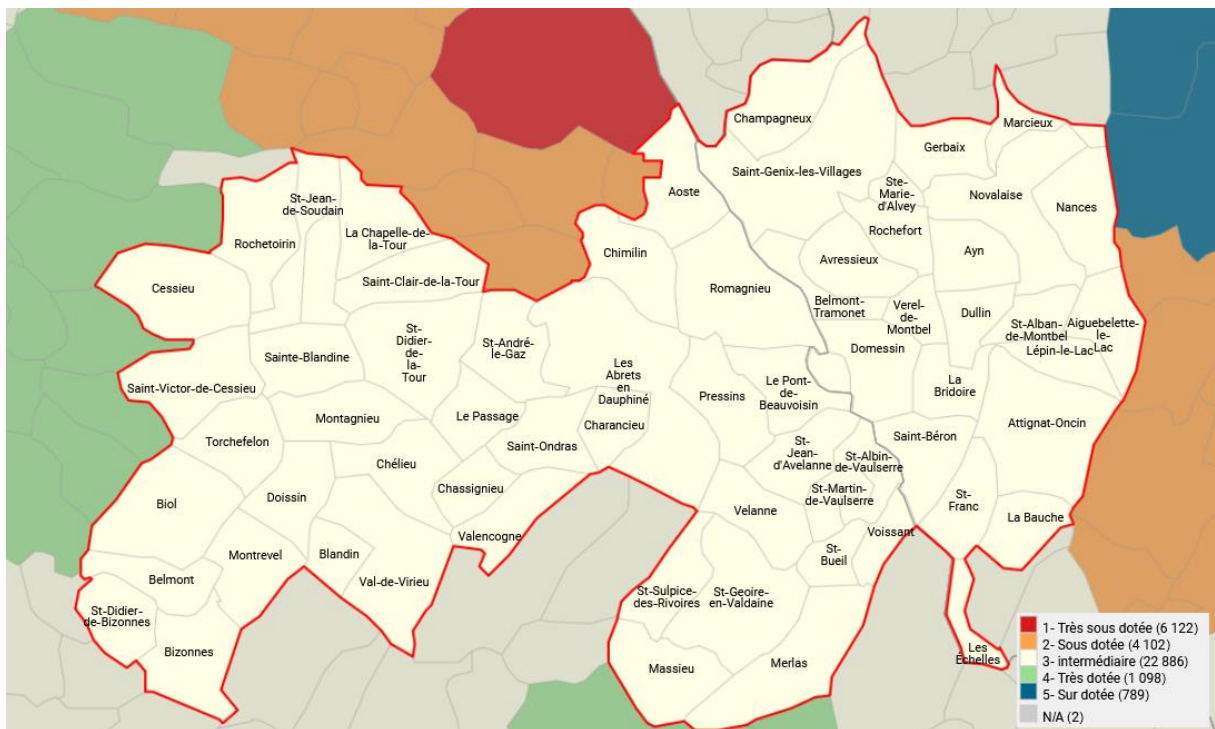 Champagneux
Marcieux
Gerbaix
Saint-Genix-les-Villages
Aoste
Ste-
Marie-
d'Alvey
Novalaise
Nances
St-Jean-
de-Soudain
La Chapelle-de-
la-Tour
Rochetoirin
Rochefort
Chimilin
Ayn
Avressieux
Saint-Clair-de-la-Tour
Cessieu
Romagnieu
Belmont-
Tramonet
Verel-
de-
Montbel
Dullin
St-Alban-
de-Montbel
Aiguebelette-
le-
Lac
Lépin-le-Lac
St-
Didier-
de-
la-
Tour
St-André-
le-Gaz
Sainte-Blandine
Domessin
Les
Abrets
en
Dauphiné
Le Pont-
de-
Beauvoisin
La
Bridoire
Saint-Victor-de-Cessieu
Pressins
Montagnieu
Le Passage
Charancieu
Attignat-Oncin
Torchefelon
Saint-Ondras
St-
Jean-
d'Avelanne
Saint-Béron
St-Albin-
de-Vaulserre
Chélieu
Chassignieu
St-Martin-
de-Vaulserre
Biol
Doissin
Velanne
St-
Franc
La Bauche
Valencogne
Voissant
Montrevel
Blandin
St-
Bueil
Belmont
Val-de-Virieu
St-Sulpice-
des-Rivoires
St-Geoire-
en-Valdaine
St-Didier-
de-Bizonnes
Bizonnes
Massieu
Merlas
Les
Échelles
1- Très sous dotée (6 122)
2- Sous dotée (4 102)
3- intermédiaire (22 886)
4- Très dotée (1 098)
5- Sur dotée (789)
N/A (2)